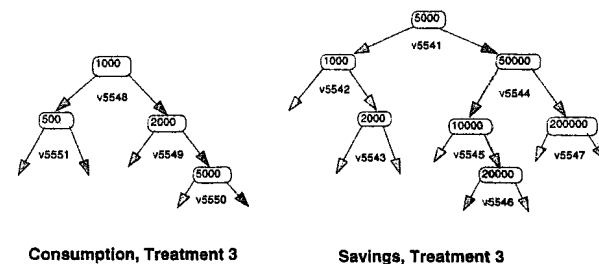 5000
v5541
1000
1000
50000
v5548
v5542
v5544
500
2000
2000
10000
200000
v5551
v5549
v5543
v5545
v5547
5000
20000
v5550
v5546
Consumption, Treatment 3
Savings, Treatment 3